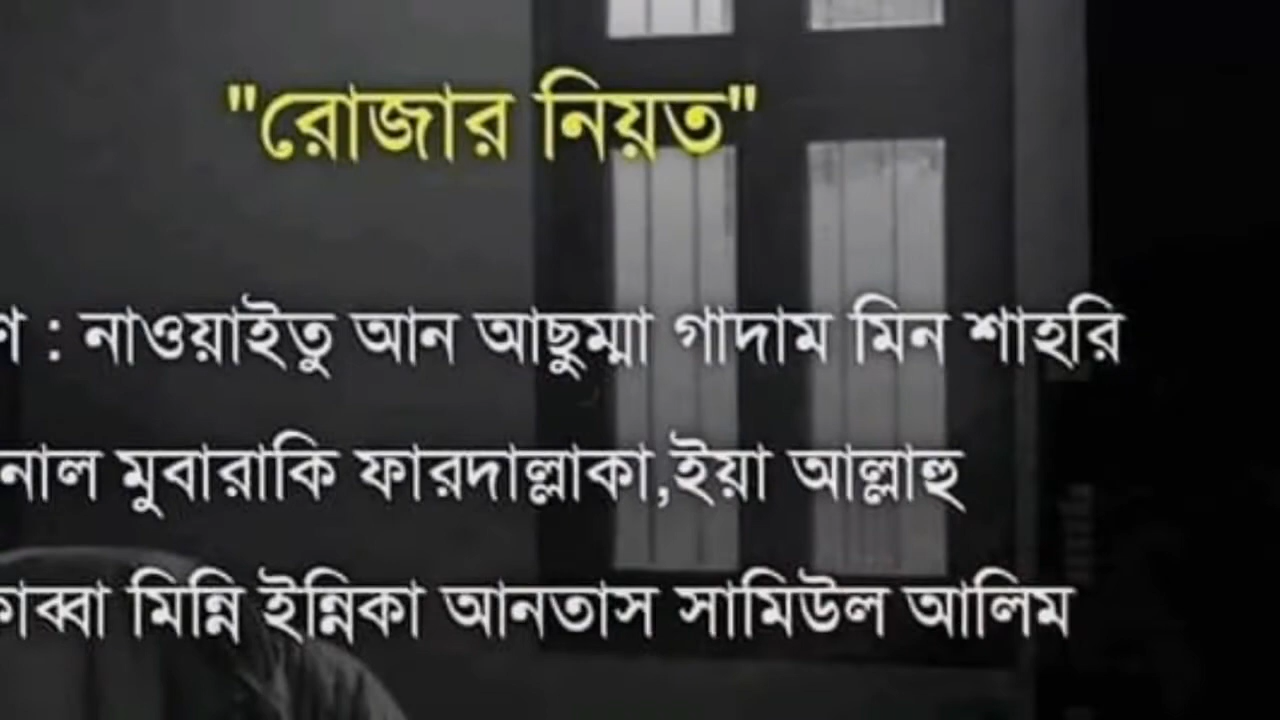 "রোজার নিয়ত"
: নাওয়াইতু আন আছুম্মা গাদাম মিন শাহরি
মুবারাকি ফারদাল্লাকা,ইয়া আল্লাহু
মিন্নি ইন্নিকা আনতাস সামিউল আলিম